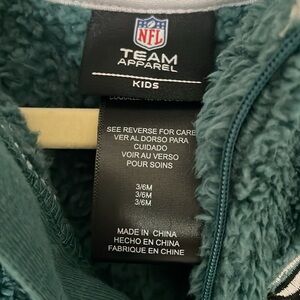 NFL
TEAM
APPAREL
KIDS
SEE REVERSE FOR CARE
VER AL DORSO PARA
CUIDADO
VOIR AU VERSO
POUR SOINS
3/6M
3/6M
3/6M
MADE IN CHINA
HECHO EN CHINA
FABRIQUE EN CHINE